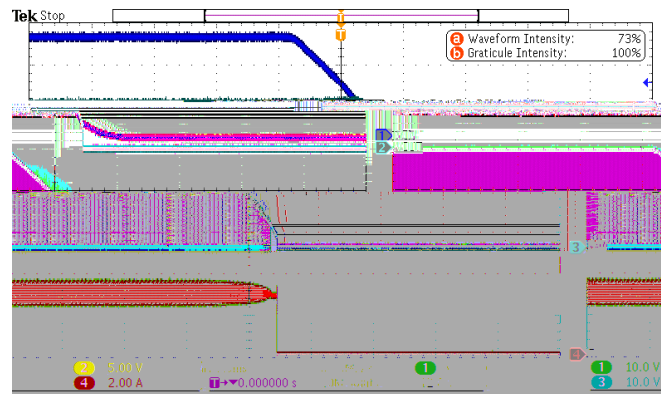 Tek Stop
T
T
a Waveform Intensity: 73%
b Graticule Intensity: 100%
1
2
3
4
2 5.00 V 1 1 10.0 V
4 2.00 A T→▼0.000000 s 3 10.0 V